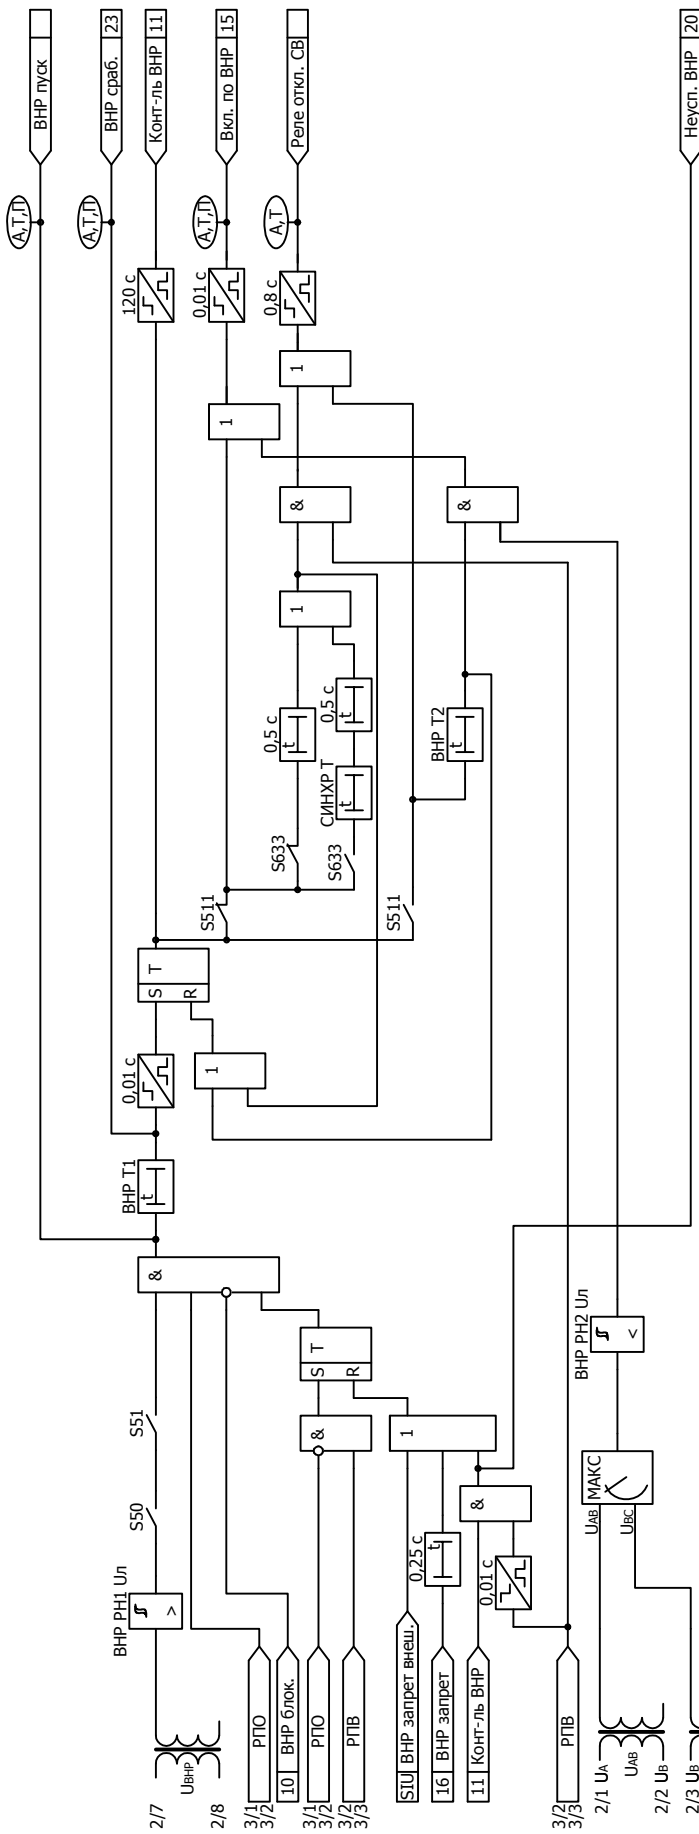 ВНР пуск
ВНР сраб. 23
Конт-ль ВНР 11
Вкл. по ВНР 15
Реле откл. СВ
Неусп. ВНР 20
А,Т,П
А,Т,П
А,Т,П
А,Т
120 с
0,01 с
0,8 с
1
1
&
&
1
0,5 с
t
0,5 с
t
СИНХР Т
t
ВНР Т2
t
S633
S633
S511
S511
S T
R
0,01 с
1
ВНР Т1
t
&
S T
R
&
1
&
S51
S50
ВНР РН1 Uл
>
ВНР РН2 Uл
<
МАКС
UАВ
UВС
0,25 с
t
0,01 с
2/7
UВНР
2/8
3/1
3/2
РПО
10 ВНР блок.
3/1
3/2
РПО
3/2
3/3
РПВ
SIU ВНР запрет внеш.
16 ВНР запрет
11 Конт-ль ВНР
3/2
3/3
РПВ
2/1 UА
UАВ
2/2 UВ
2/3 UВ